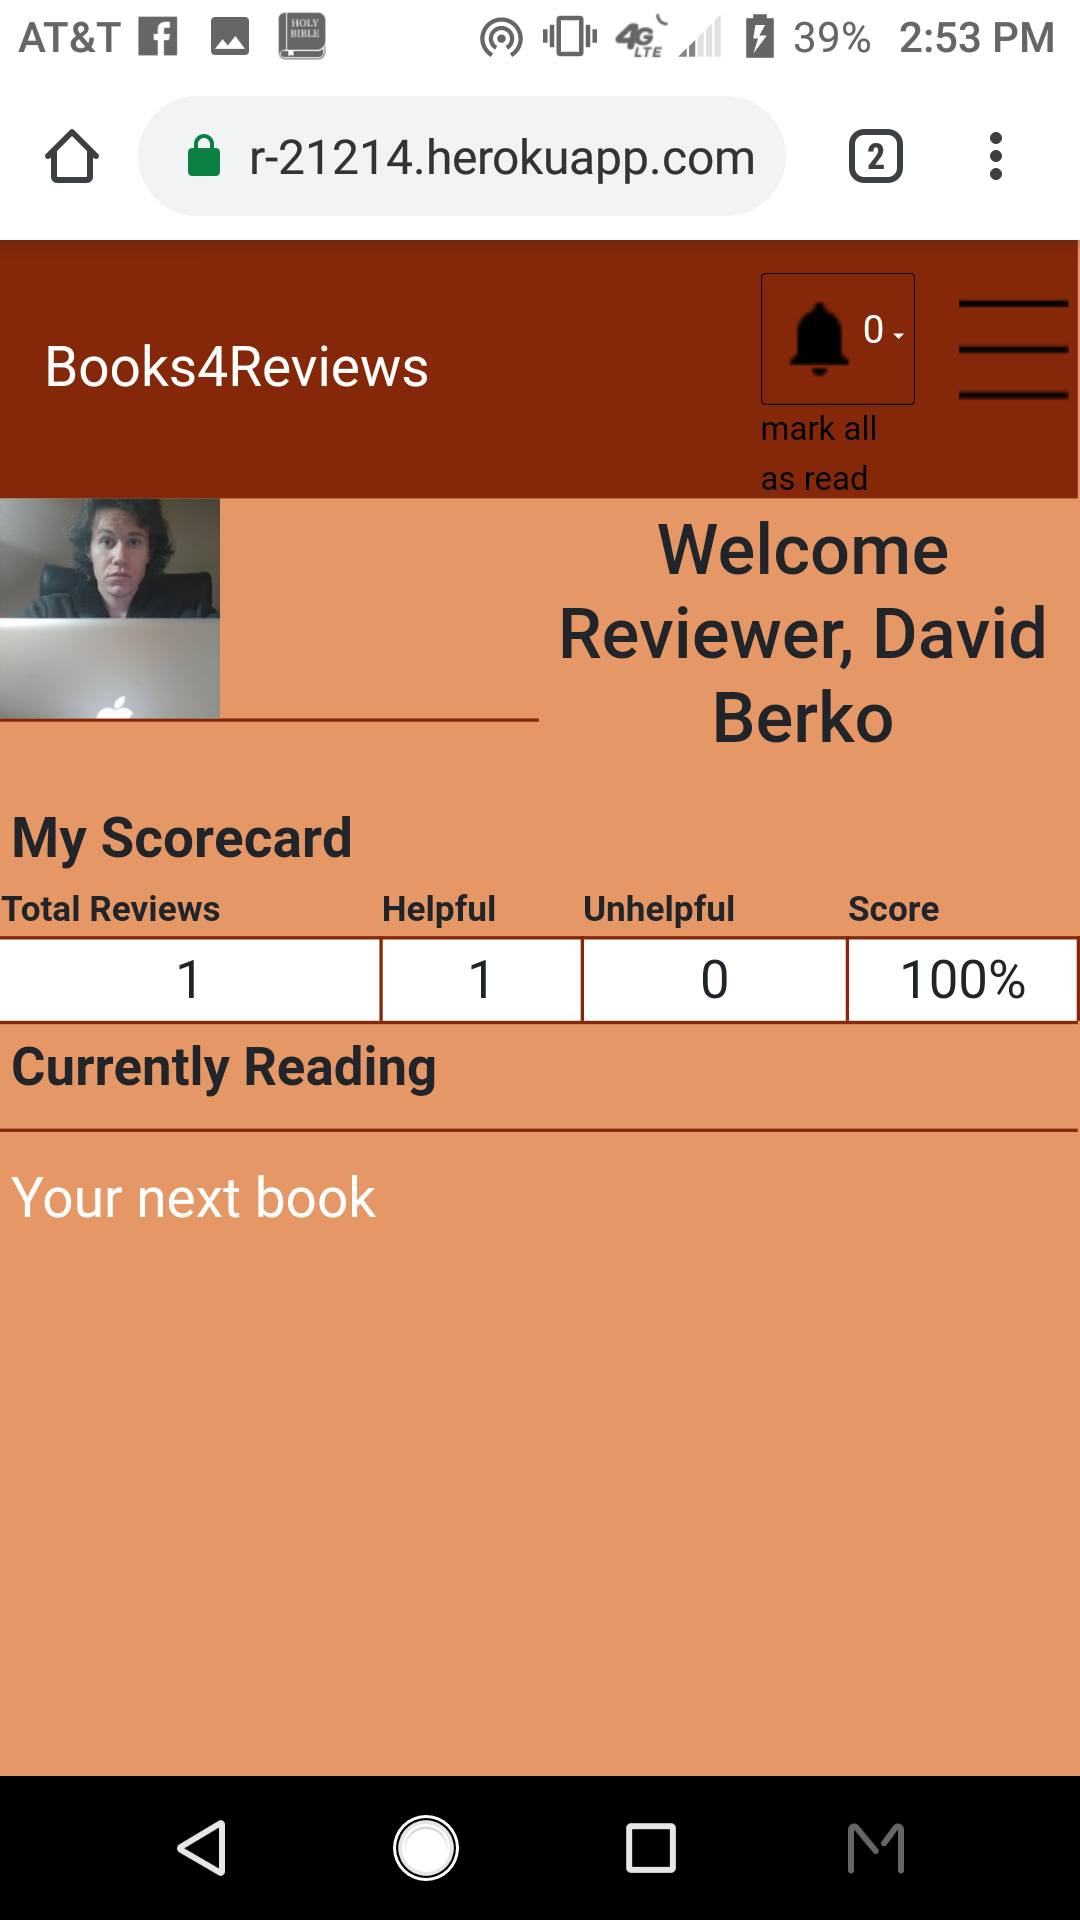 AT&T HOLY BIBLE 4G LTE 39% 2:53 PM
r-21214.herokuapp.com 2
Books4Reviews
0
mark all
as read
Welcome
Reviewer, David
Berko
My Scorecard
Total Reviews Helpful Unhelpful Score
1 1 0 100%
Currently Reading
Your next book